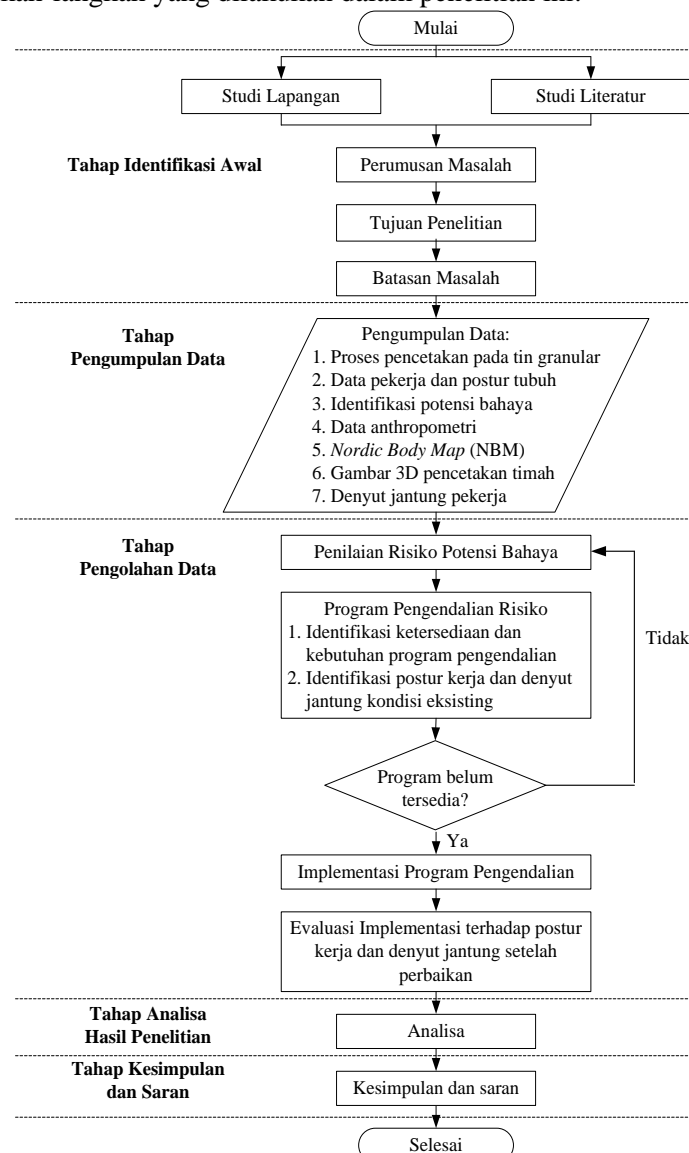 Mulai
Studi Lapangan
Studi Literatur
Tahap Identifikasi Awal
Perumusan Masalah
Tujuan Penelitian
Batasan Masalah
Tahap
Pengumpulan Data
Pengumpulan Data:
1. Proses pencetakan pada tin granular
2. Data pekerja dan postur tubuh
3. Identifikasi potensi bahaya
4. Data anthropometri
5. Nordic Body Map (NBM)
6. Gambar 3D pencetakan timah
7. Denyut jantung pekerja
Tahap
Pengolahan Data
Penilaian Risiko Potensi Bahaya
Program Pengendalian Risiko
1. Identifikasi ketersediaan dan
kebutuhan program pengendalian
2. Identifikasi postur kerja dan denyut
jantung kondisi eksisting
Tidak
Program belum
tersedia?
Ya
Implementasi Program Pengendalian
Evaluasi Implementasi terhadap postur
kerja dan denyut jantung setelah
perbaikan
Tahap Analisa
Hasil Penelitian
Analisa
Tahap Kesimpulan
dan Saran
Kesimpulan dan saran
Selesai